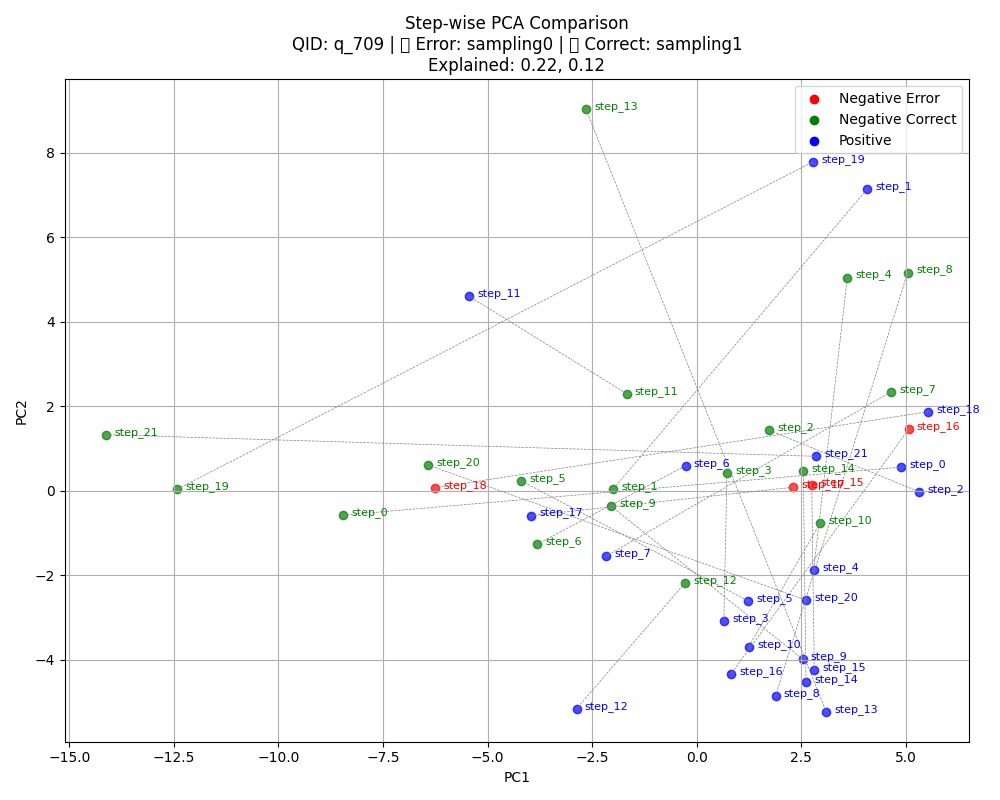 Step-wise PCA Comparison
QID: q_709 | Error: sampling0 | Correct: sampling1
Explained: 0.22, 0.12
Negative Error
Negative Correct
Positive
step_13
step_19
step_1
step_4
step_8
step_11
step_11
step_7
step_18
step_2
step_16
step_21
step_21
step_20
step_6
step_3
step_14
step_0
step_5
step_18
step_19
step_1
step_17
step_15
step_2
step_9
step_17
step_0
step_10
step_6
step_7
step_4
step_12
step_5
step_20
step_3
step_10
step_9
step_16
step_15
step_14
step_8
step_12
step_13
8
6
4
2
0
−2
−4
PC2
−15.0 −12.5 −10.0 −7.5 −5.0 −2.5 0.0 2.5 5.0
PC1